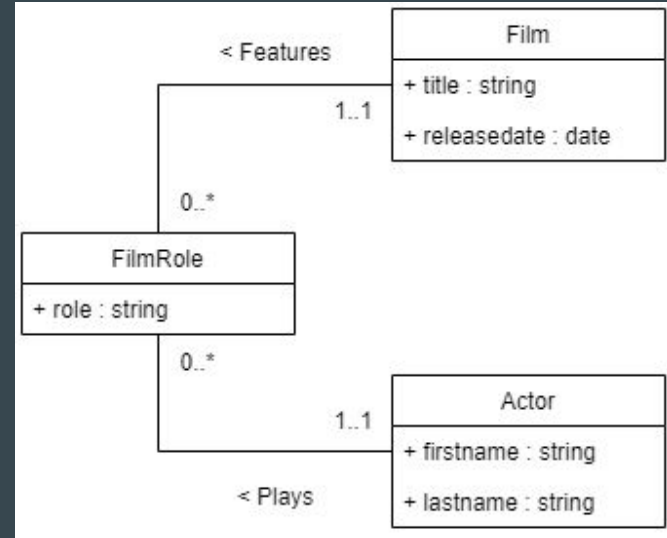 Film
< Features
+ title : string
1..1
+ releasedate : date
0..*
FilmRole
+ role : string
0..*
Actor
1..1
+ firstname : string
< Plays
+ lastname : string